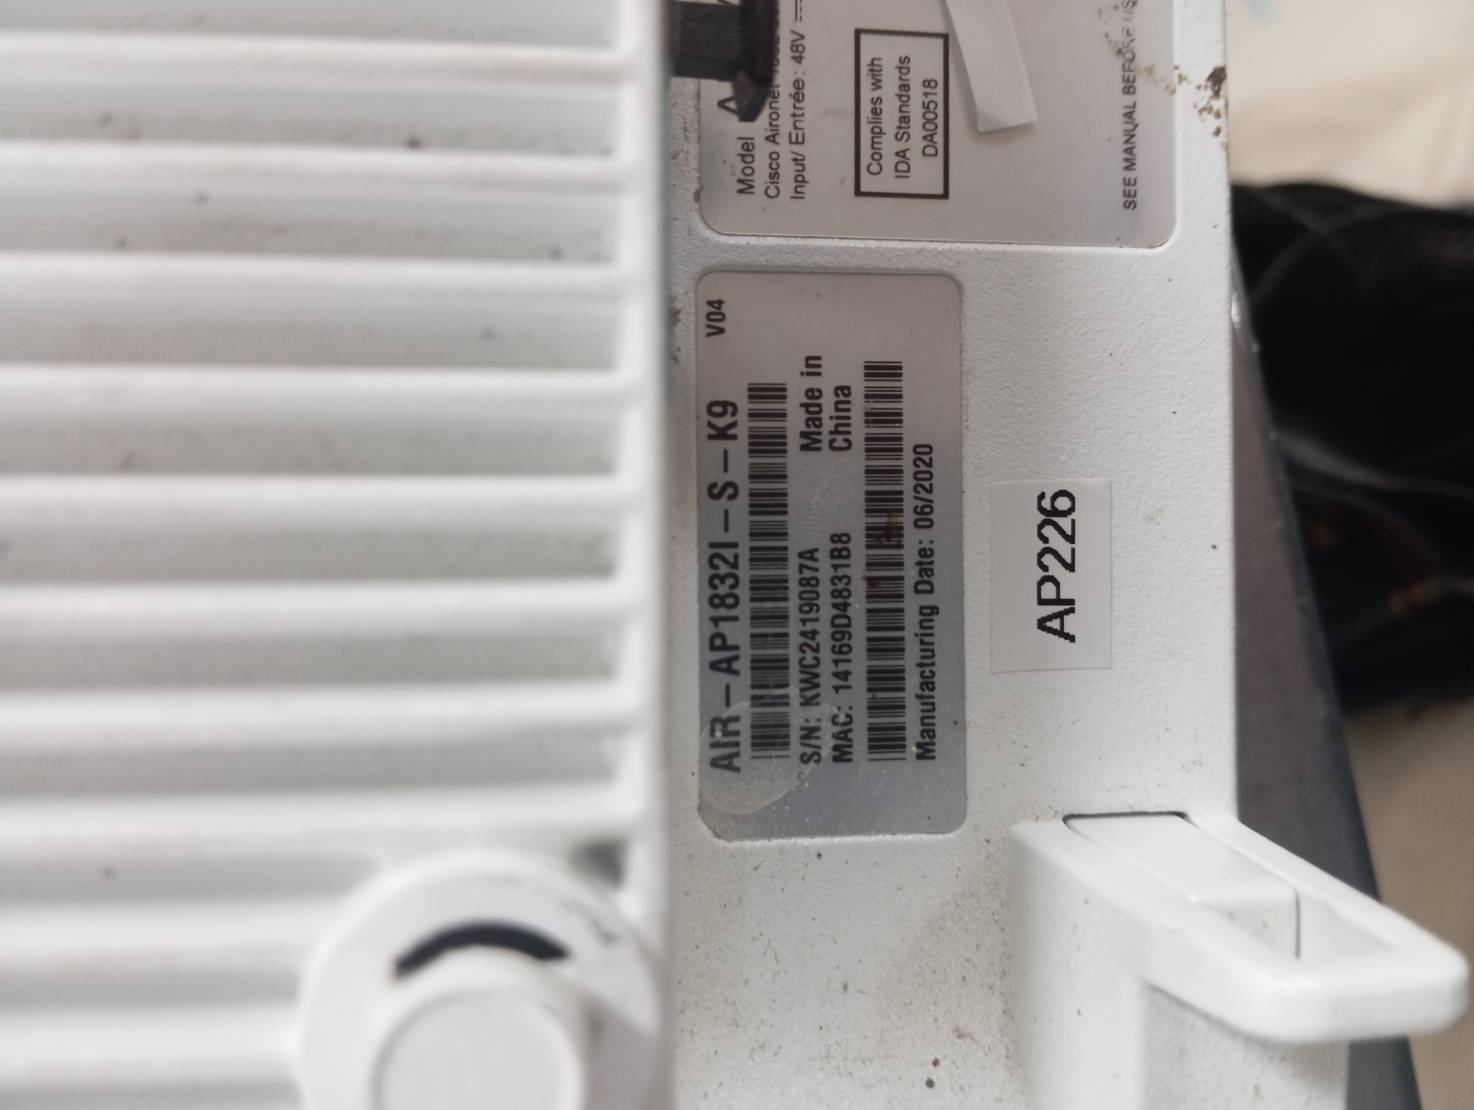 AIR-AP1832I-S-K9 V04
S/N: KWC2419087A
MAC: 14169D4831B8
Made in
China
Manufacturing Date: 06/2020
AP226
Model
Cisco Aironet
Input/ Entrée: 48V
Complies with
IDA Standards
DA00518
SEE MANUAL BEFORE